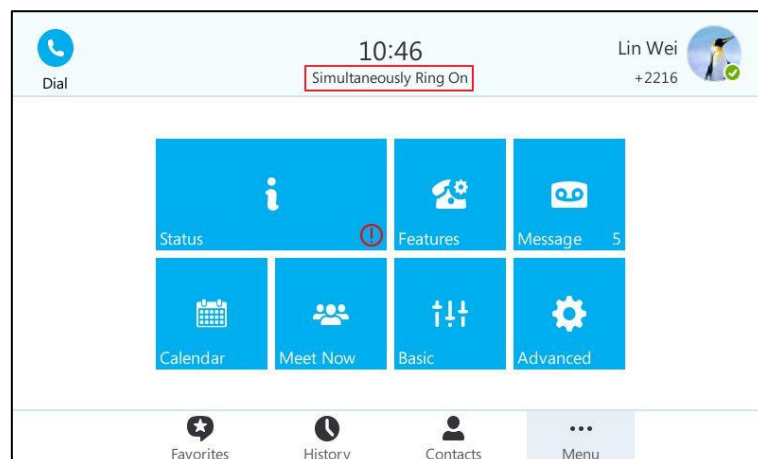 10:46
Simultaneously Ring On
Dial
Lin Wei
+2216
Status
Features
Message 5
Calendar
Meet Now
Basic
Advanced
Favorites
History
Contacts
Menu